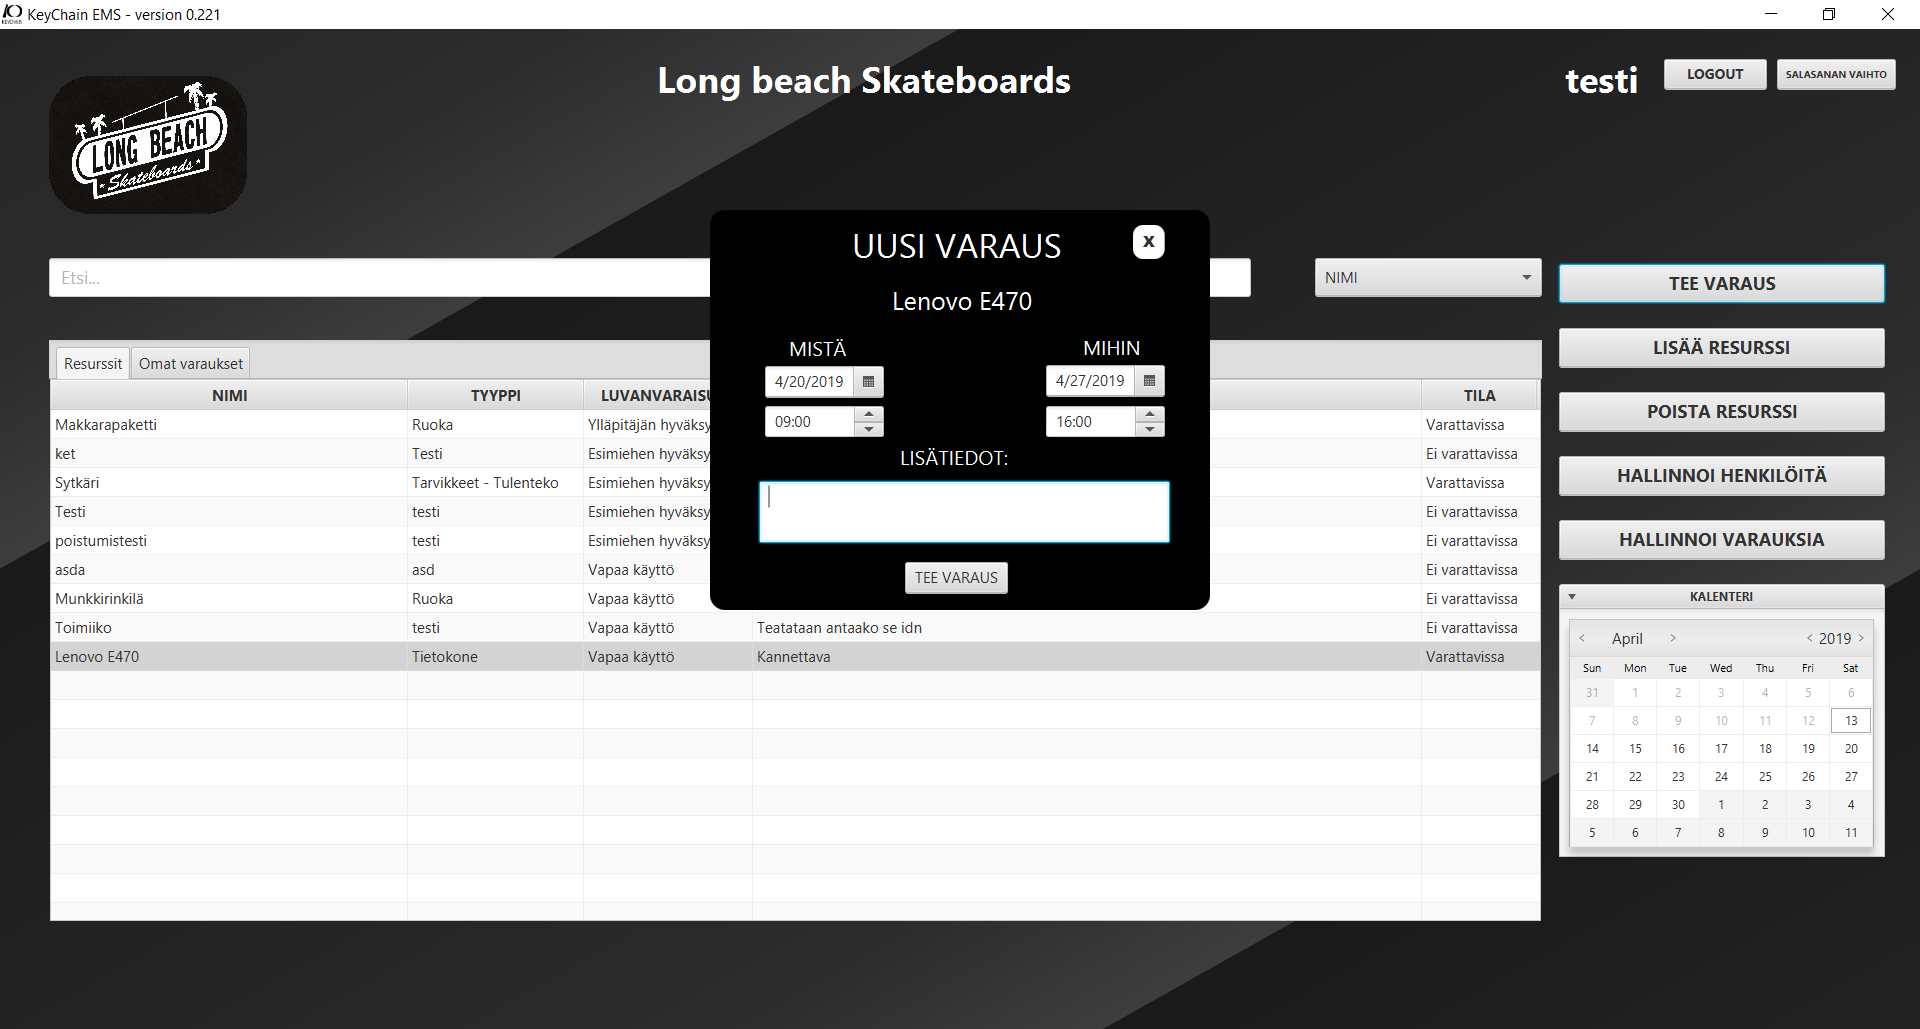 KeyChain EMS - version 0.221
Long beach Skateboards
testi
LOGOUT
SALASANAN VAIHTO
LONG BEACH
Skateboards
UUSI VARAUS
x
Lenovo E470
MISTÄ
MIHIN
4/20/2019
4/27/2019
09:00
16:00
LISÄTIEDOT:
TEE VARAUS
Etsi...
NIMI
TEE VARAUS
LISÄÄ RESURSSI
POISTA RESURSSI
HALLINNOI HENKILÖITÄ
HALLINNOI VARAUKSIA
Resurssit
Omat varaukset
NIMI TYYPPI LUVANVARAISU TILA
Makkarapaketti Ruoka Ylläpitäjän hyväksy Varattavissa
ket Testi Esimiehen hyväksy Ei varattavissa
Sytkäri Tarvikkeet - Tulenteko Esimiehen hyväksy Varattavissa
Testi testi Esimiehen hyväksy Ei varattavissa
poistumistesti testi Esimiehen hyväksy Ei varattavissa
asda asd Vapaa käyttö Ei varattavissa
Munkkirinkilä Ruoka Vapaa käyttö Ei varattavissa
Toimiiko testi Vapaa käyttö Teatataan antaako se idn Ei varattavissa
Lenovo E470 Tietokone Vapaa käyttö Kannettava Varattavissa
KALENTERI
< April > < 2019 >
Sun Mon Tue Wed Thu Fri Sat
31 1 2 3 4 5 6
7 8 9 10 11 12 13
14 15 16 17 18 19 20
21 22 23 24 25 26 27
28 29 30 1 2 3 4
5 6 7 8 9 10 11